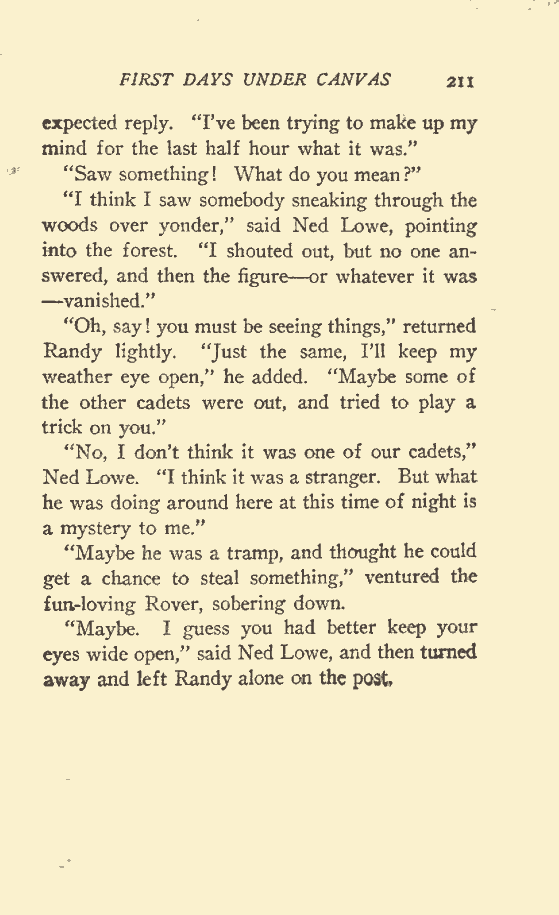 FIRST DAYS UNDER CANVAS 211
expected reply. “I’ve been trying to make up my
mind for the last half hour what it was.”
“Saw something! What do you mean?”
“I think I saw somebody sneaking through the
woods over yonder,” said Ned Lowe, pointing
into the forest. “I shouted out, but no one an-
swered, and then the figure—or whatever it was
—vanished.”
“Oh, say! you must be seeing things,” returned
Randy lightly. “Just the same, I’ll keep my
weather eye open,” he added. “Maybe some of
the other cadets were out, and tried to play a
trick on you.”
“No, I don’t think it was one of our cadets,”
Ned Lowe. “I think it was a stranger. But what
he was doing around here at this time of night is
a mystery to me.”
“Maybe he was a tramp, and thought he could
get a chance to steal something,” ventured the
fun-loving Rover, sobering down.
“Maybe. I guess you had better keep your
eyes wide open,” said Ned Lowe, and then turned
away and left Randy alone on the post.